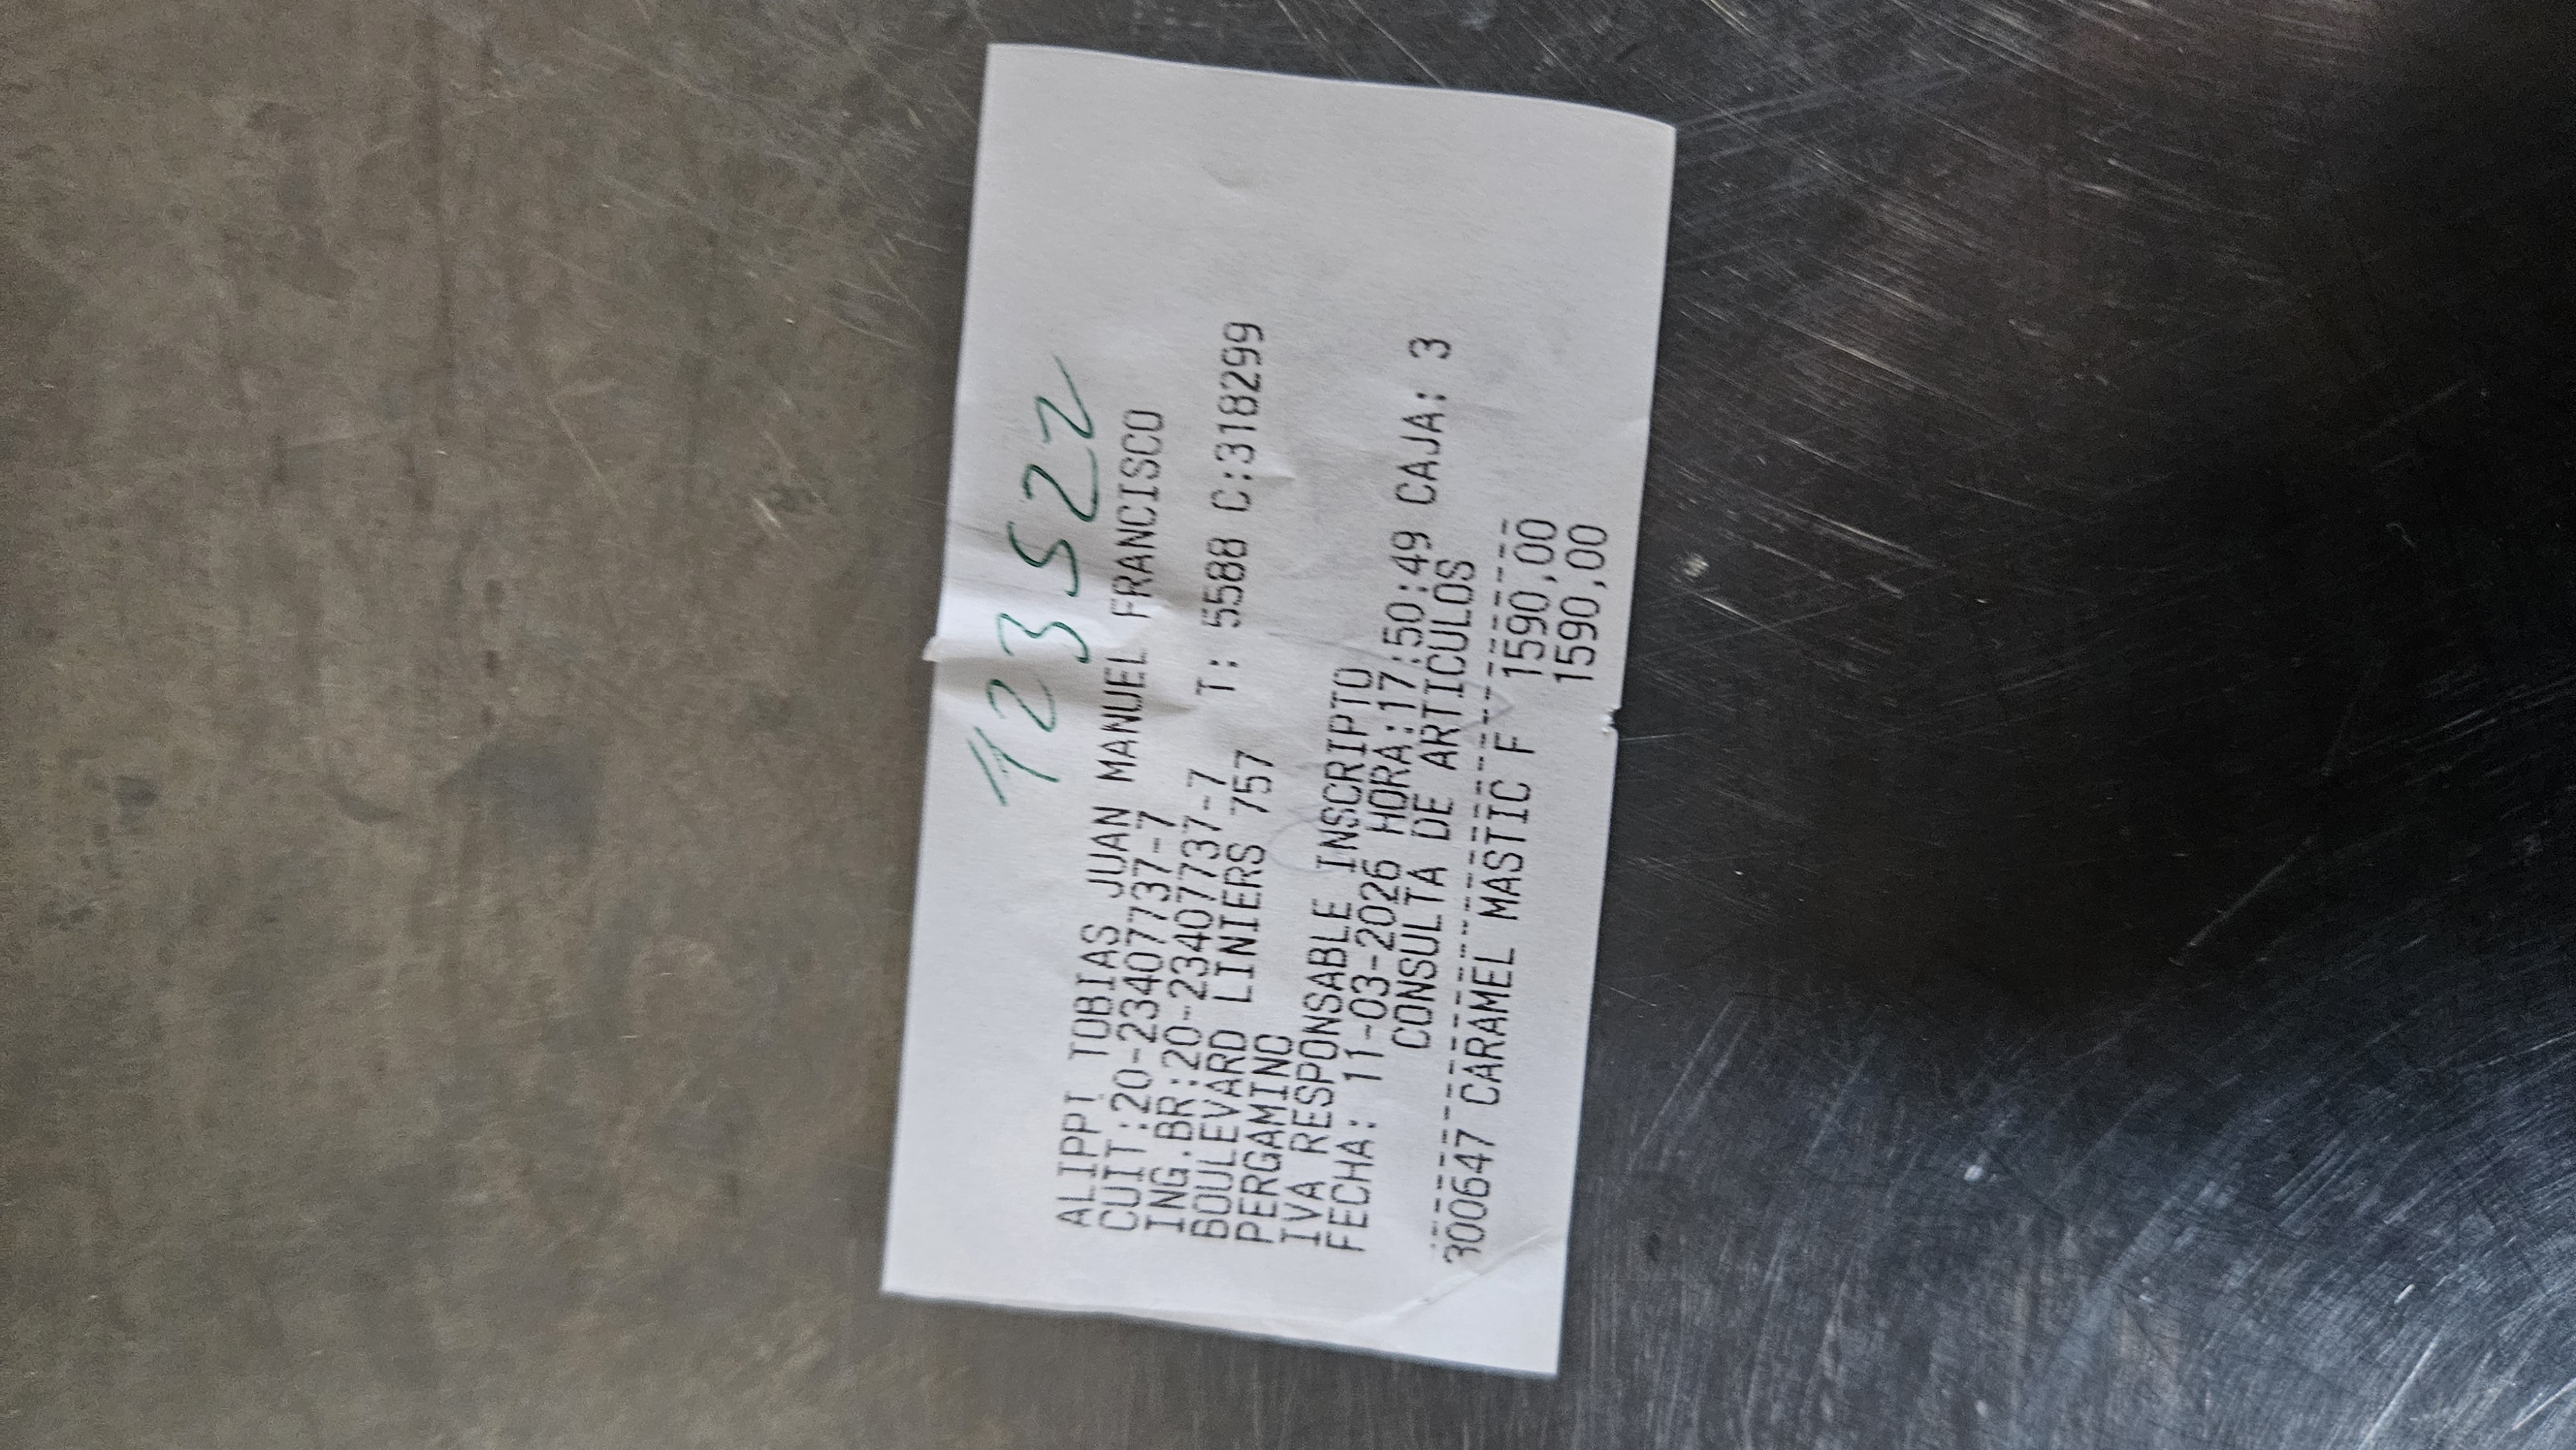 123522
ALIPPI TOBIAS JUAN MANUEL FRANCISCO
CUIT:20-23407737-7
ING.BR:20-23407737-7
BOULEVARD LINIERS 757 T: 5588 C:318299
PERGAMINO
IVA RESPONSABLE INSCRIPTO
FECHA: 11-03-2026 HORA:17:50:49 CAJA: 3
CONSULTA DE ARTICULOS
300647 CARAMEL MASTIC F 1590,00
1590,00